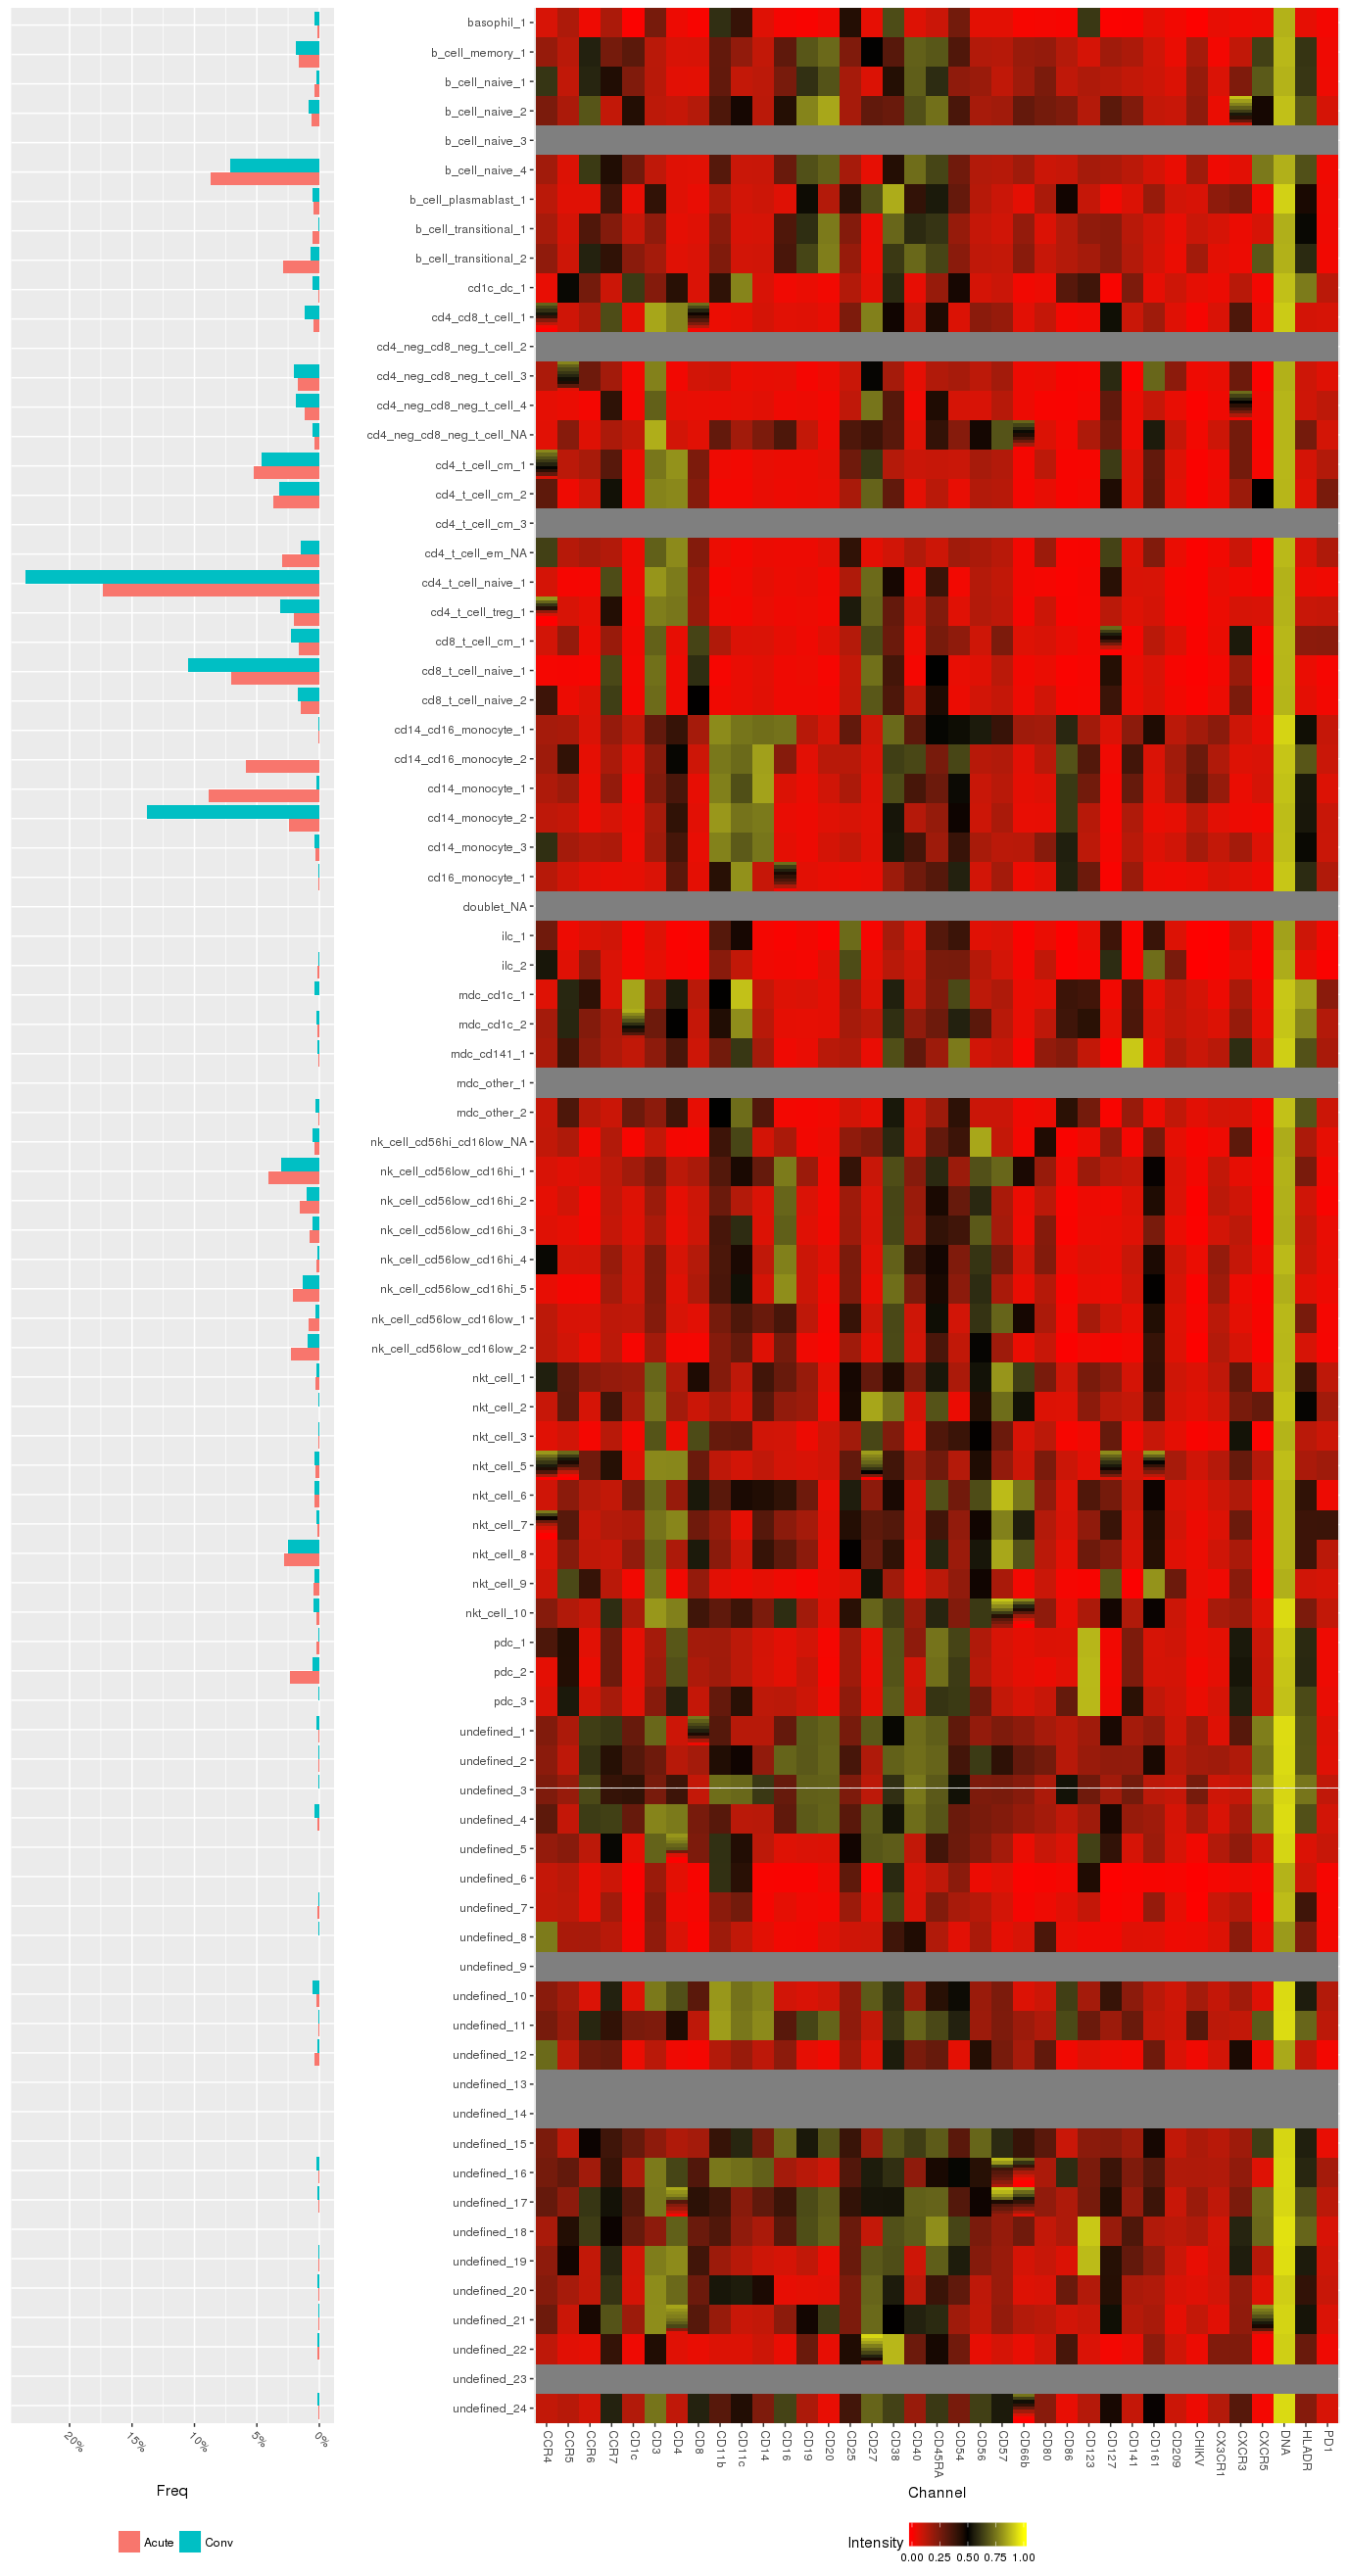 basophil_1
b_cell_memory_1
b_cell_naive_1
b_cell_naive_2
b_cell_naive_3
b_cell_naive_4
b_cell_plasmablast_1
b_cell_transitional_1
b_cell_transitional_2
cd1c_dc_1
cd4_cd8_t_cell_1
cd4_neg_cd8_neg_t_cell_2
cd4_neg_cd8_neg_t_cell_3
cd4_neg_cd8_neg_t_cell_4
cd4_neg_cd8_neg_t_cell_NA
cd4_t_cell_cm_1
cd4_t_cell_cm_2
cd4_t_cell_cm_3
cd4_t_cell_em_NA
cd4_t_cell_naive_1
cd4_t_cell_treg_1
cd8_t_cell_cm_1
cd8_t_cell_naive_1
cd8_t_cell_naive_2
cd14_cd16_monocyte_1
cd14_cd16_monocyte_2
cd14_monocyte_1
cd14_monocyte_2
cd14_monocyte_3
cd16_monocyte_1
doublet_NA
ilc_1
ilc_2
mdc_cd1c_1
mdc_cd1c_2
mdc_cd141_1
mdc_other_1
mdc_other_2
nk_cell_cd56hi_cd16low_NA
nk_cell_cd56low_cd16hi_1
nk_cell_cd56low_cd16hi_2
nk_cell_cd56low_cd16hi_3
nk_cell_cd56low_cd16hi_4
nk_cell_cd56low_cd16hi_5
nk_cell_cd56low_cd16low_1
nk_cell_cd56low_cd16low_2
nkt_cell_1
nkt_cell_2
nkt_cell_3
nkt_cell_5
nkt_cell_6
nkt_cell_7
nkt_cell_8
nkt_cell_9
nkt_cell_10
pdc_1
pdc_2
pdc_3
undefined_1
undefined_2
undefined_3
undefined_4
undefined_5
undefined_6
undefined_7
undefined_8
undefined_9
undefined_10
undefined_11
undefined_12
undefined_13
undefined_14
undefined_15
undefined_16
undefined_17
undefined_18
undefined_19
undefined_20
undefined_21
undefined_22
undefined_23
undefined_24
20% 15% 10% 5% 0%
CCR4 CCR5 CCR6 CCR7 CD1c CD3 CD4 CD8 CD11b CD11c CD14 CD16 CD19 CD20 CD25 CD27 CD38 CD40 CD45RA CD54 CD56 CD57 CD66b CD80 CD86 CD123 CD127 CD141 CD161 CD209 CHIKV CX3CR1 CXCR3 CXCR5 DNA HLADR PD1
Freq
Channel
Acute Conv
Intensity
0.00 0.25 0.50 0.75 1.00